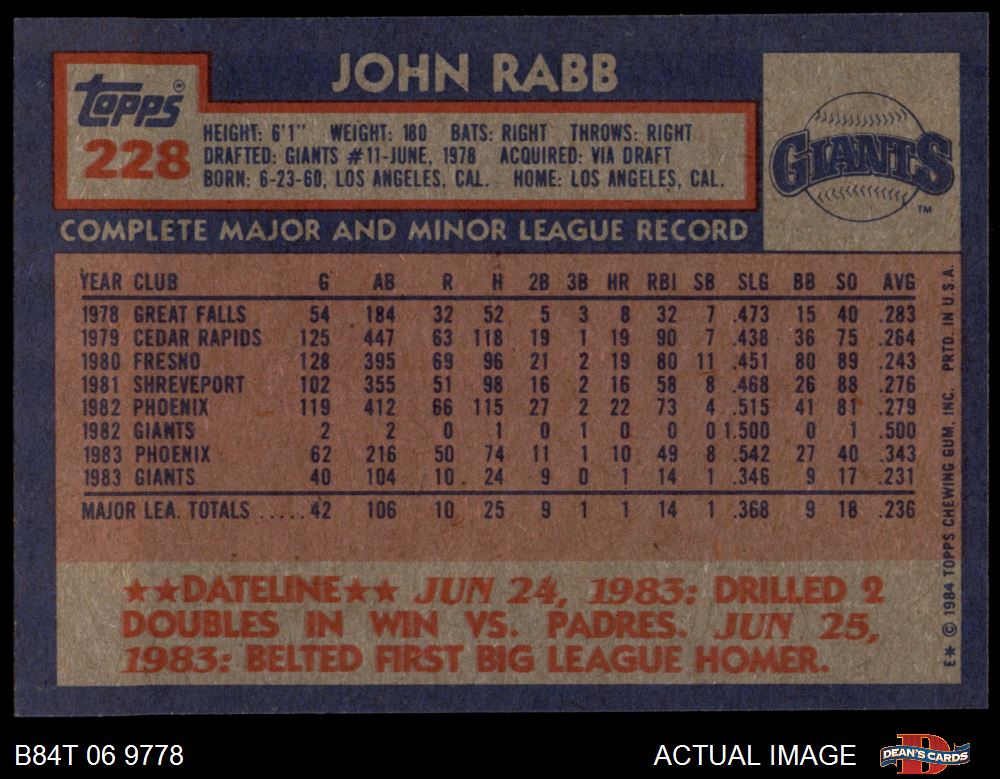 JOHN RABB
Topps®
228
HEIGHT: 6'1" WEIGHT: 180 BATS: RIGHT THROWS: RIGHT
DRAFTED: GIANTS #11-JUNE, 1978 ACQUIRED: VIA DRAFT
BORN: 6-23-60, LOS ANGELES, CAL. HOME: LOS ANGELES, CAL.
GIANTS
TM
COMPLETE MAJOR AND MINOR LEAGUE RECORD
YEAR CLUB G AB R H 2B 3B HR RBI SB SLG BB SO AVG
1978 GREAT FALLS 54 184 32 52 5 3 8 32 7 .473 15 40 .283
1979 CEDAR RAPIDS 125 447 63 118 19 1 19 90 7 .438 36 75 .264
1980 FRESNO 128 395 69 96 21 2 19 80 11 .451 80 89 .243
1981 SHREVEPORT 102 355 51 98 16 2 16 58 8 .468 26 88 .276
1982 PHOENIX 119 412 66 115 27 2 22 73 4 .515 41 81 .279
1982 GIANTS 2 2 0 1 0 1 0 0 0 1.500 0 1 .500
1983 PHOENIX 62 216 50 74 11 1 10 49 8 .542 27 40 .343
1983 GIANTS 40 104 10 24 9 0 1 14 1 .346 9 17 .231
MAJOR LEA. TOTALS ..... 42 106 10 25 9 1 1 14 1 .368 9 18 .236
E* © 1984 TOPPS CHEWING GUM, INC. PRTD. IN U.S.A.
★★DATELINE★★ JUN 24, 1983: DRILLED 2
DOUBLES IN WIN VS. PADRES. JUN 25,
1983: BELTED FIRST BIG LEAGUE HOMER.
B84T 06 9778
ACTUAL IMAGE
DEAN'S CARDS